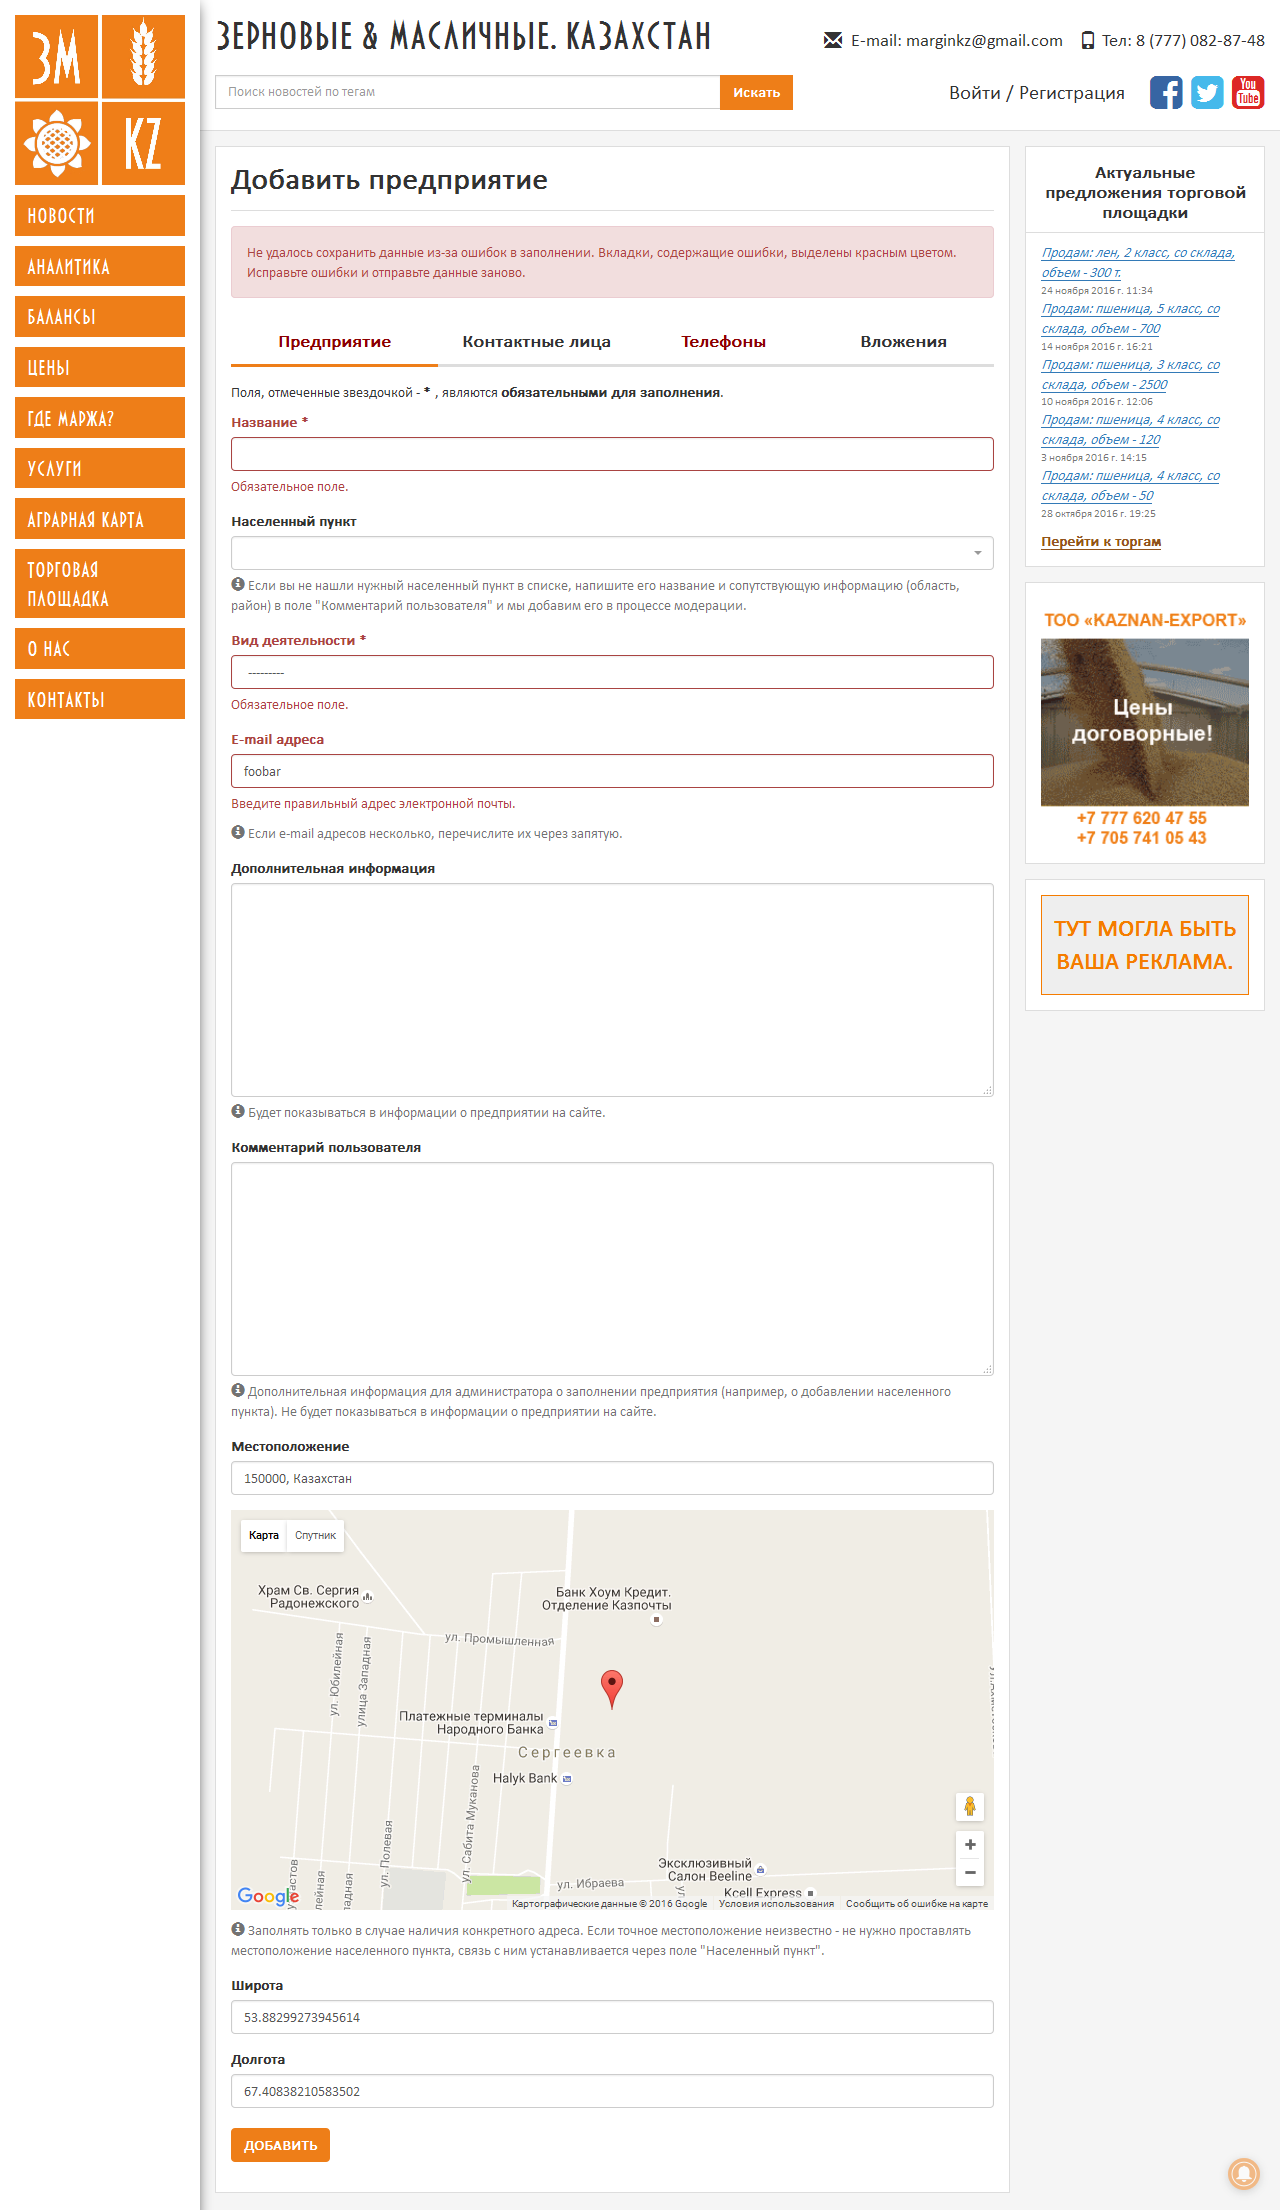 ЗМ
KZ
НОВОСТИ
АНАЛИТИКА
БАЛАНСЫ
ЦЕНЫ
ГДЕ МАРЖА?
УСЛУГИ
АГРАРНАЯ КАРТА
ТОРГОВАЯ
ПЛОЩАДКА
О НАС
КОНТАКТЫ
ЗЕРНОВЫЕ & МАСЛИЧНЫЕ. КАЗАХСТАН
E-mail: marginkz@gmail.com Тел: 8 (777) 082-87-48
Поиск новостей по тегам Искать
Войти / Регистрация
You
Tube
Добавить предприятие
Не удалось сохранить данные из-за ошибок в заполнении. Вкладки, содержащие ошибки, выделены красным цветом.
Исправьте ошибки и отправьте данные заново.
Предприятие Контактные лица Телефоны Вложения
Поля, отмеченные звездочкой - * , являются обязательными для заполнения.
Название *
Обязательное поле.
Населенный пункт
Если вы не нашли нужный населенный пункт в списке, напишите его название и сопутствующую информацию (область,
район) в поле "Комментарий пользователя" и мы добавим его в процессе модерации.
Вид деятельности *
---------
Обязательное поле.
E-mail адреса
foobar
Введите правильный адрес электронной почты.
Если e-mail адресов несколько, перечислите их через запятую.
Дополнительная информация
Будет показываться в информации о предприятии на сайте.
Комментарий пользователя
Дополнительная информация для администратора о заполнении предприятия (например, о добавлении населенного
пункта). Не будет показываться в информации о предприятии на сайте.
Местоположение
150000, Казахстан
Карта Спутник
Храм Св. Сергия
Радонежского
Банк Хоум Кредит.
Отделение Казпочты
ул. Промышленная
ул. Юбилейная
улица Западная
Платежные терминалы
Народного Банка
Сергеевка
Halyk Bank
ул. Сабита Муканова
ул. Полевая
Эксклюзивный
Салон Beeline
ул. Ибраева
Kcell Express
Google
Картографические данные © 2016 Google Условия использования Сообщить об ошибке на карте
Заполнять только в случае наличия конкретного адреса. Если точное местоположение неизвестно - не нужно проставлять
местоположение населенного пункта, связь с ним устанавливается через поле "Населенный пункт".
Широта
53.88299273945614
Долгота
67.40838210583502
ДОБАВИТЬ
Актуальные
предложения торговой
площадки
Продам: лен, 2 класс, со склада,
объем - 300 т.
24 ноября 2016 г. 11:34
Продам: пшеница, 5 класс, со
склада, объем - 700
14 ноября 2016 г. 16:21
Продам: пшеница, 3 класс, со
склада, объем - 2500
10 ноября 2016 г. 12:06
Продам: пшеница, 4 класс, со
склада, объем - 120
3 ноября 2016 г. 14:15
Продам: пшеница, 4 класс, со
склада, объем - 50
28 октября 2016 г. 19:25
Перейти к торгам
ТОО «KAZNAN-EXPORT»
Цены
договорные!
+7 777 620 47 55
+7 705 741 05 43
ТУТ МОГЛА БЫТЬ
ВАША РЕКЛАМА.